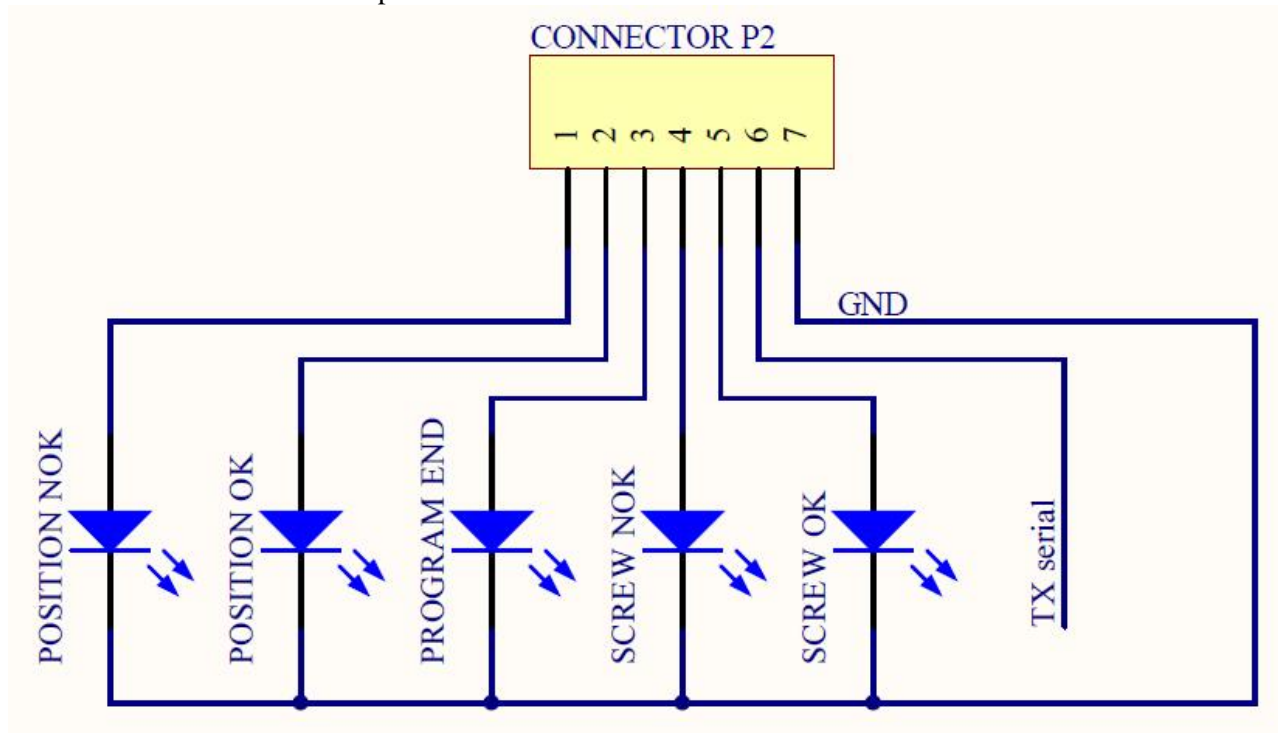 CONNECTOR P2
1 2 3 4 5 6 7
GND
POSITION NOK
POSITION OK
PROGRAM END
SCREW NOK
SCREW OK
TX serial